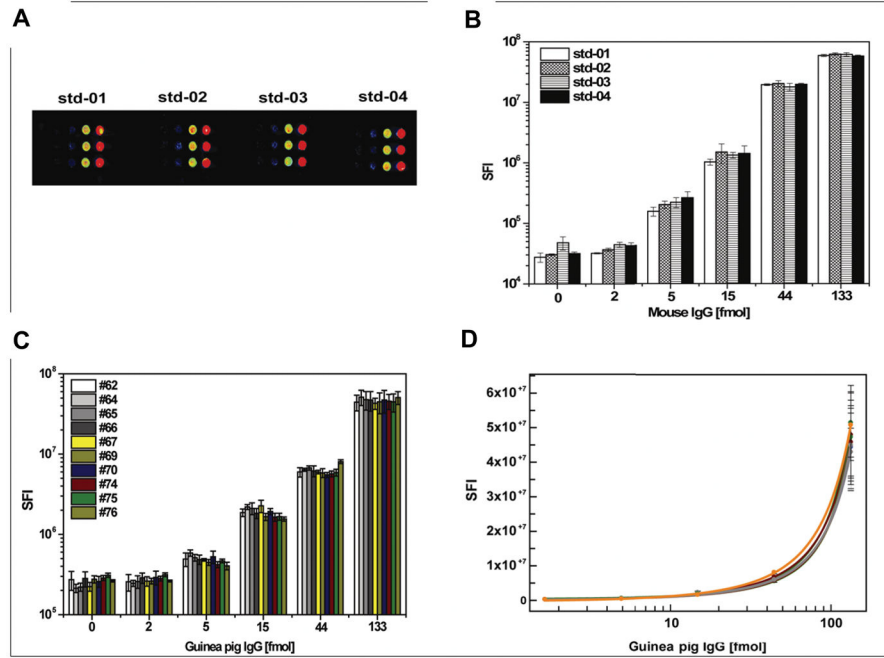 A
std-01 std-02 std-03 std-04
B
10^8
10^7
10^6
10^5
10^4
SFI
std-01
std-02
std-03
std-04
0 2 5 15 44 133
Mouse IgG [fmol]
C
10^8
10^7
10^6
10^5
SFI
#62
#64
#65
#66
#67
#69
#70
#74
#75
#76
0 2 5 15 44 133
Guinea pig IgG [fmol]
D
6x10^+7
5x10^+7
4x10^+7
3x10^+7
2x10^+7
1x10^+7
0
SFI
10 100
Guinea pig IgG [fmol]